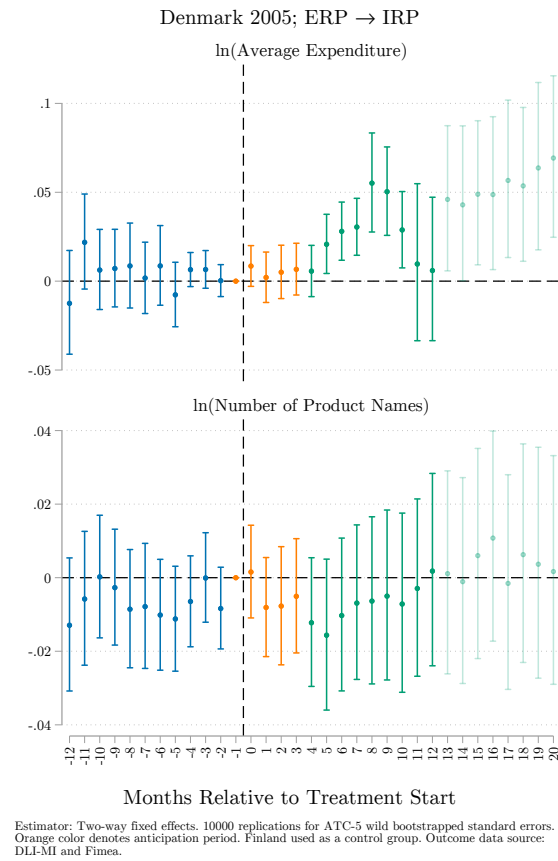 Denmark 2005; ERP → IRP
ln(Average Expenditure)
.1
.05
0
-.05
ln(Number of Product Names)
.04
.02
0
-.02
-.04
-12 -11 -10 -9 -8 -7 -6 -5 -4 -3 -2 -1 0 1 2 3 4 5 6 7 8 9 10 11 12 13 14 15 16 17 18 19 20
Months Relative to Treatment Start
Estimator: Two-way fixed effects. 10000 replications for ATC-5 wild bootstrapped standard errors.
Orange color denotes anticipation period. Finland used as a control group. Outcome data source:
DLI-MI and Fimea.